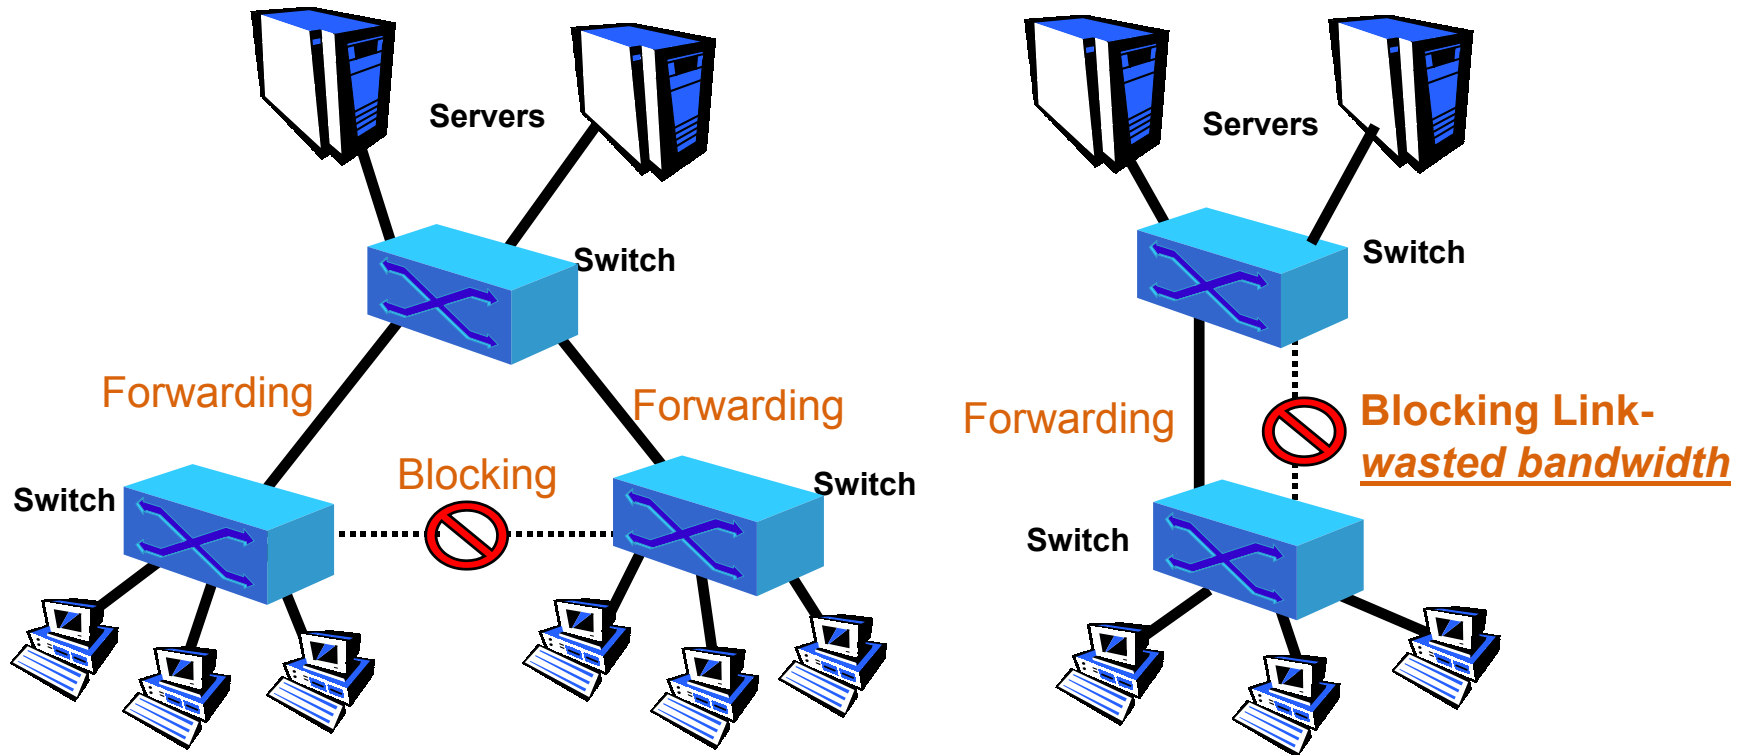 Servers
Switch
Forwarding
Forwarding
Blocking
Switch
Switch
Servers
Switch
Forwarding
Blocking Link-
wasted bandwidth
Switch